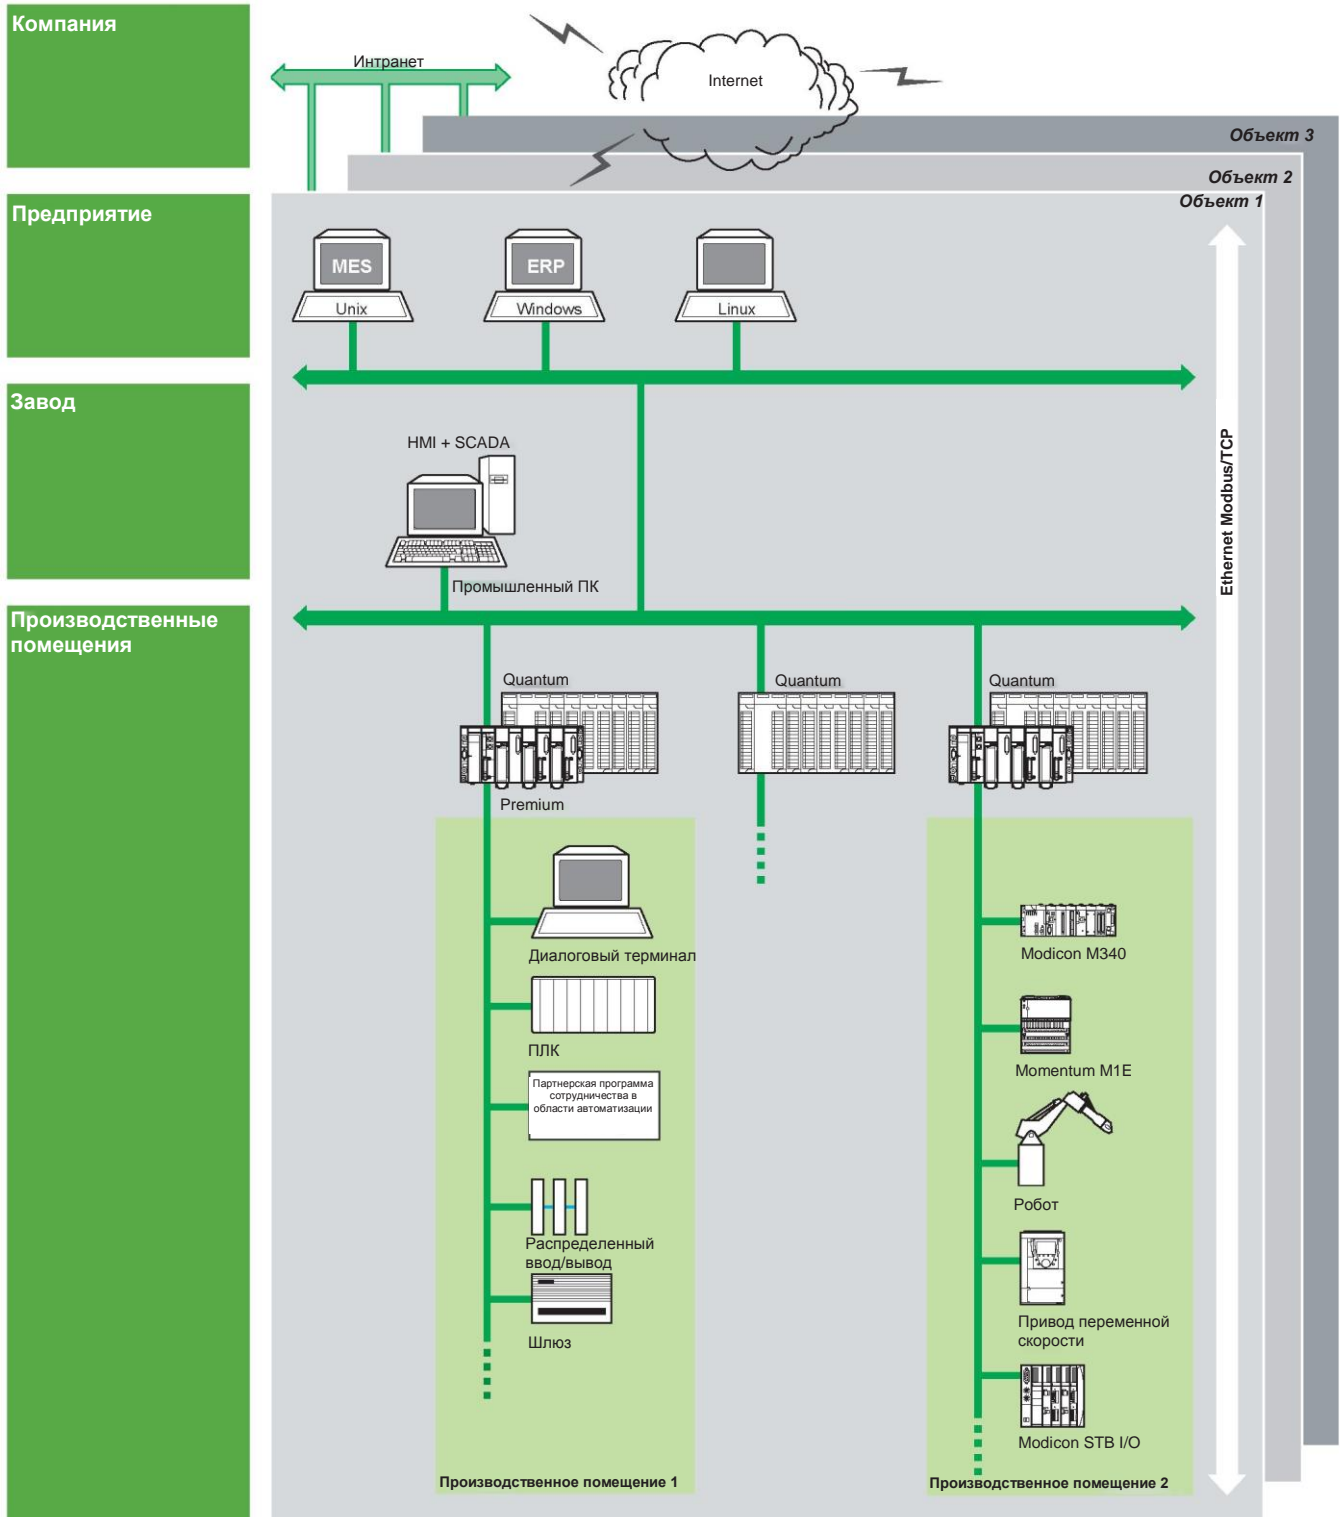 Компания
Интранет
Internet
Объект 3
Объект 2
Объект 1
Предприятие
MES
Unix
ERP
Windows
Linux
Завод
HMI + SCADA
Промышленный ПК
Ethernet Modbus/TCP
Производственные
помещения
Quantum
Quantum
Quantum
Premium
Диалоговый терминал
ПЛК
Партнерская программа
сотрудничества в
области автоматизации
Распределенный
ввод/вывод
Шлюз
Производственное помещение 1
Modicon M340
Momentum M1E
Робот
Привод переменной
скорости
Modicon STB I/O
Производственное помещение 2